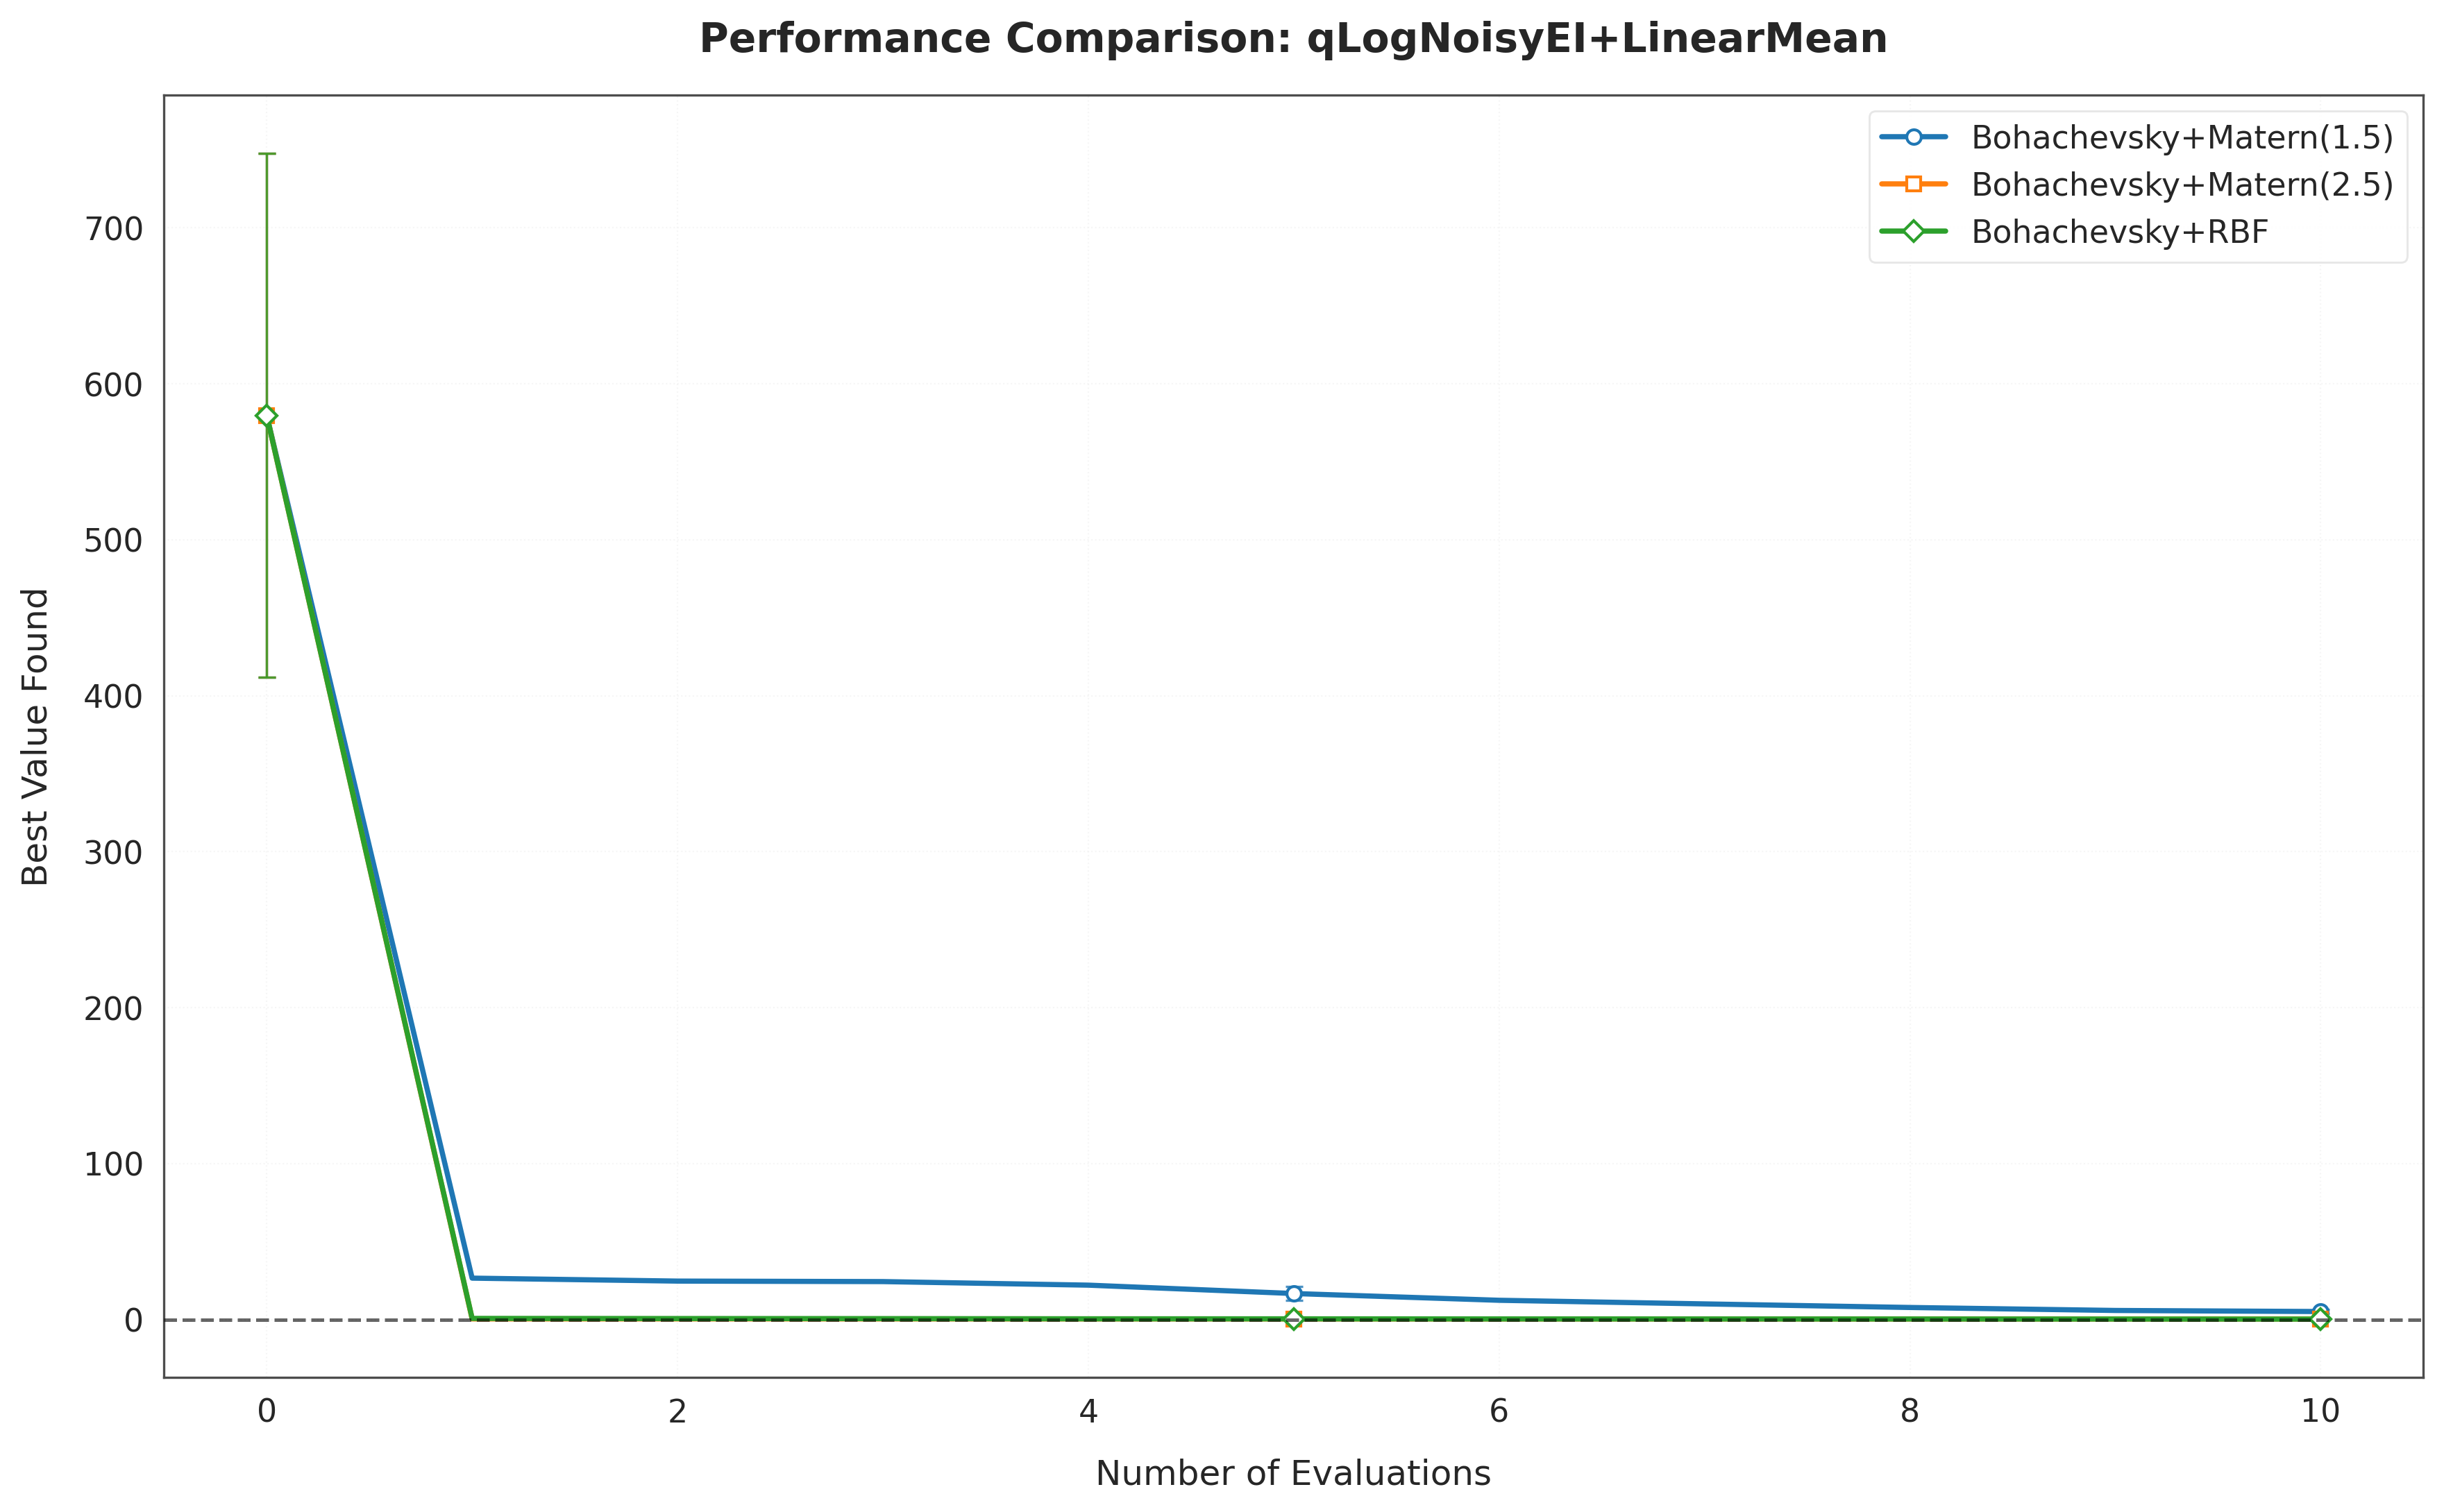 Performance Comparison: qLogNoisyEI+LinearMean
Bohachevsky+Matern(1.5)
Bohachevsky+Matern(2.5)
Bohachevsky+RBF
Best Value Found
700
600
500
400
300
200
100
0
0 2 4 6 8 10
Number of Evaluations